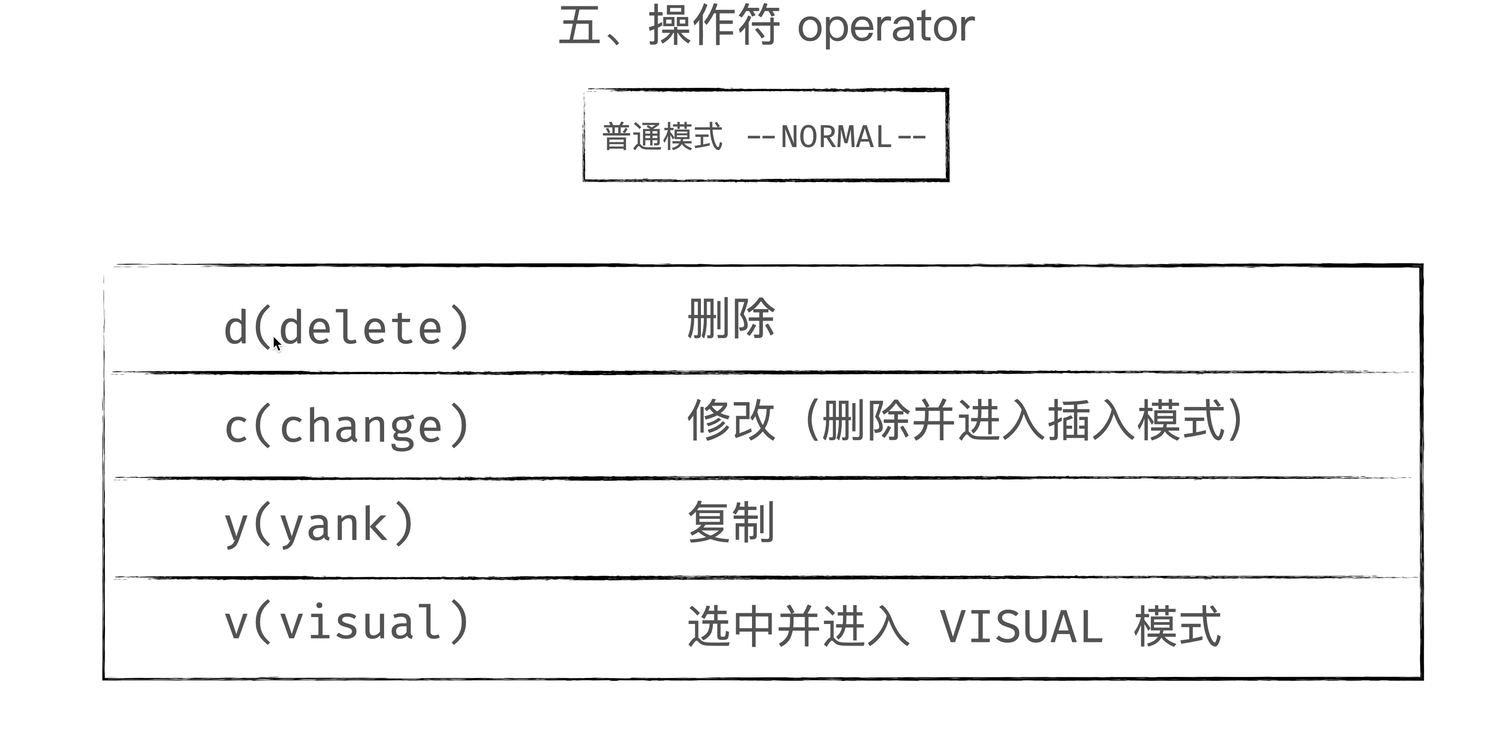 五、操作符 operator
普通模式 --NORMAL--
d(delete) 删除
c(change) 修改（删除并进入插入模式）
y(yank) 复制
v(visual) 选中并进入 VISUAL 模式